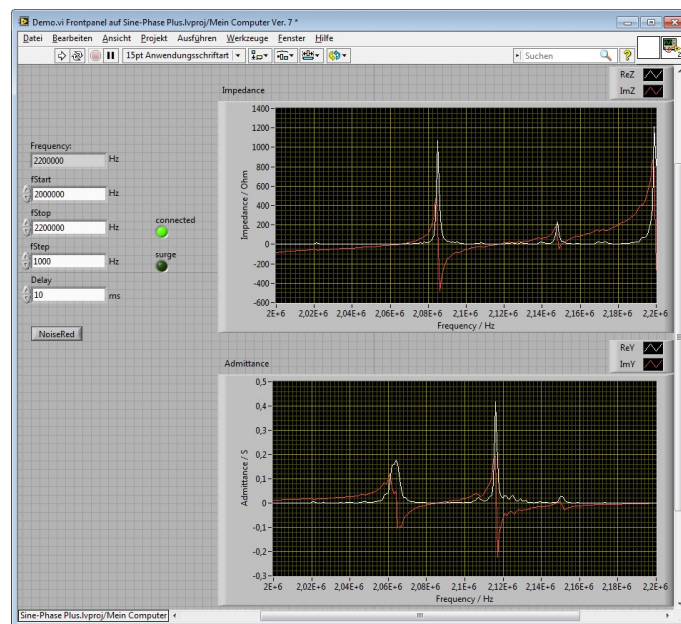 Demo.vi Frontpanel auf Sine-Phase Plus.lvproj/Mein Computer Ver. 7 *
Datei Bearbeiten Ansicht Projekt Ausführen Werkzeuge Fenster Hilfe
15pt Anwendungsschriftart
Suchen
?
2
Frequency:
2200000 Hz
fStart
2000000 Hz
fStop
2200000 Hz
fStep
1000 Hz
Delay
10 ms
NoiseRed
connected
surge
Impedance
ReZ
ImZ
Impedance / Ohm
1400
1200
1000
800
600
400
200
0
-200
-400
-600
2E+6 2,02E+6 2,04E+6 2,06E+6 2,08E+6 2,1E+6 2,12E+6 2,14E+6 2,16E+6 2,18E+6 2,2E+6
Frequency / Hz
Admittance
ReY
ImY
Admittance / S
0,5
0,4
0,3
0,2
0,1
0
-0,1
-0,2
-0,3
2E+6 2,02E+6 2,04E+6 2,06E+6 2,08E+6 2,1E+6 2,12E+6 2,14E+6 2,16E+6 2,18E+6 2,2E+6
Frequency / Hz
Sine-Phase Plus.lvproj/Mein Computer